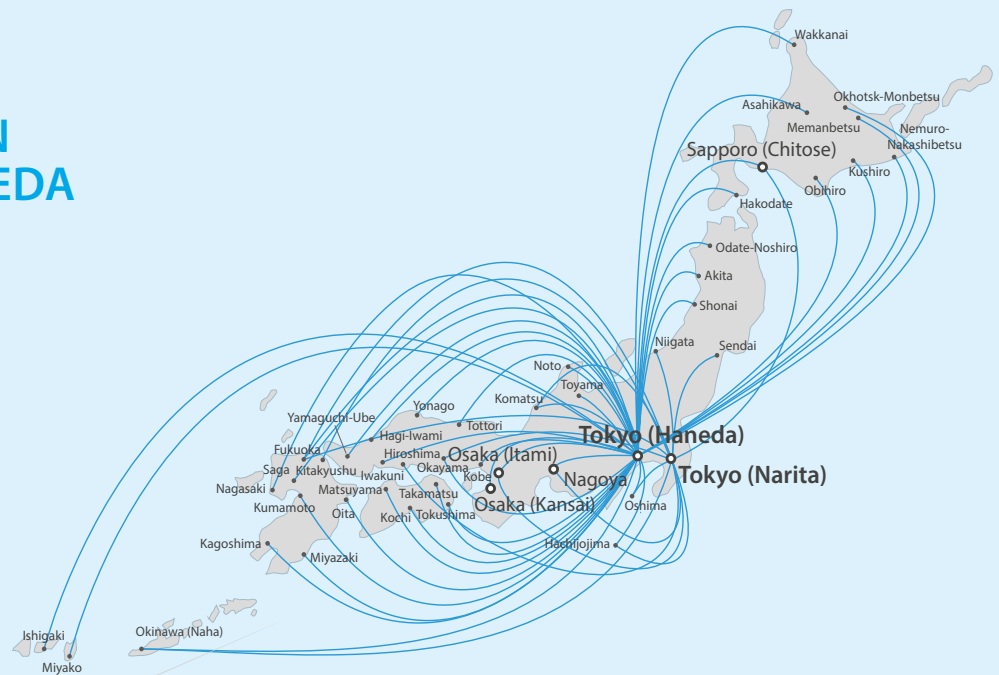 N
EDA
Wakkanai
Asahikawa
Okhotsk-Monbetsu
Memanbetsu
Nemuro-
Nakashibetsu
Sapporo (Chitose)
Kushiro
Obihiro
Hakodate
Odate-Noshiro
Akita
Shonai
Niigata
Sendai
Noto
Toyama
Komatsu
Yonago
Tottori
Yamaguchi-Ube
Hagi-Iwami
Tokyo (Haneda)
Fukuoka
Hiroshima
Osaka (Itami)
Saga
Kitakyushu
Iwakuni
Okayama
Kobe
Nagoya
Tokyo (Narita)
Nagasaki
Matsuyama
Takamatsu
Osaka (Kansai)
Oshima
Kumamoto
Oita
Kochi
Tokushima
Kagoshima
Miyazaki
Hachijojima
Ishigaki
Okinawa (Naha)
Miyako